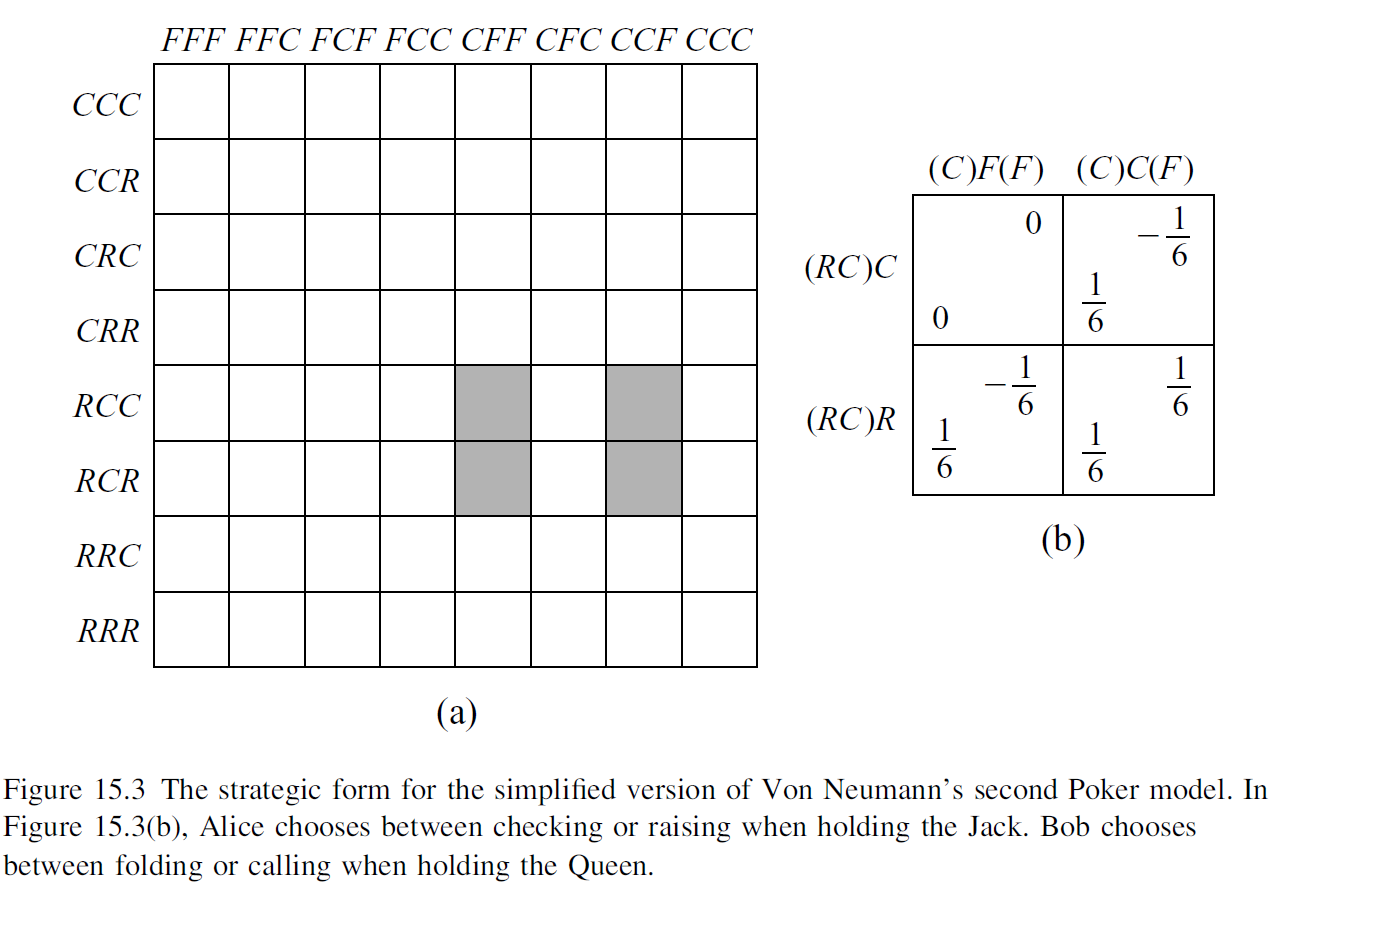 FFF FFC FCF FCC CFF CFC CCF CCC
CCC
CCR
CRC
CRR
RCC
RCR
RRC
RRR
(a)
(C)F(F) (C)C(F)
(RC)C
0
0
−1/6
1/6
(RC)R
−1/6
1/6
1/6
1/6
(b)
Figure 15.3 The strategic form for the simplified version of Von Neumann's second Poker model. In
Figure 15.3(b), Alice chooses between checking or raising when holding the Jack. Bob chooses
between folding or calling when holding the Queen.